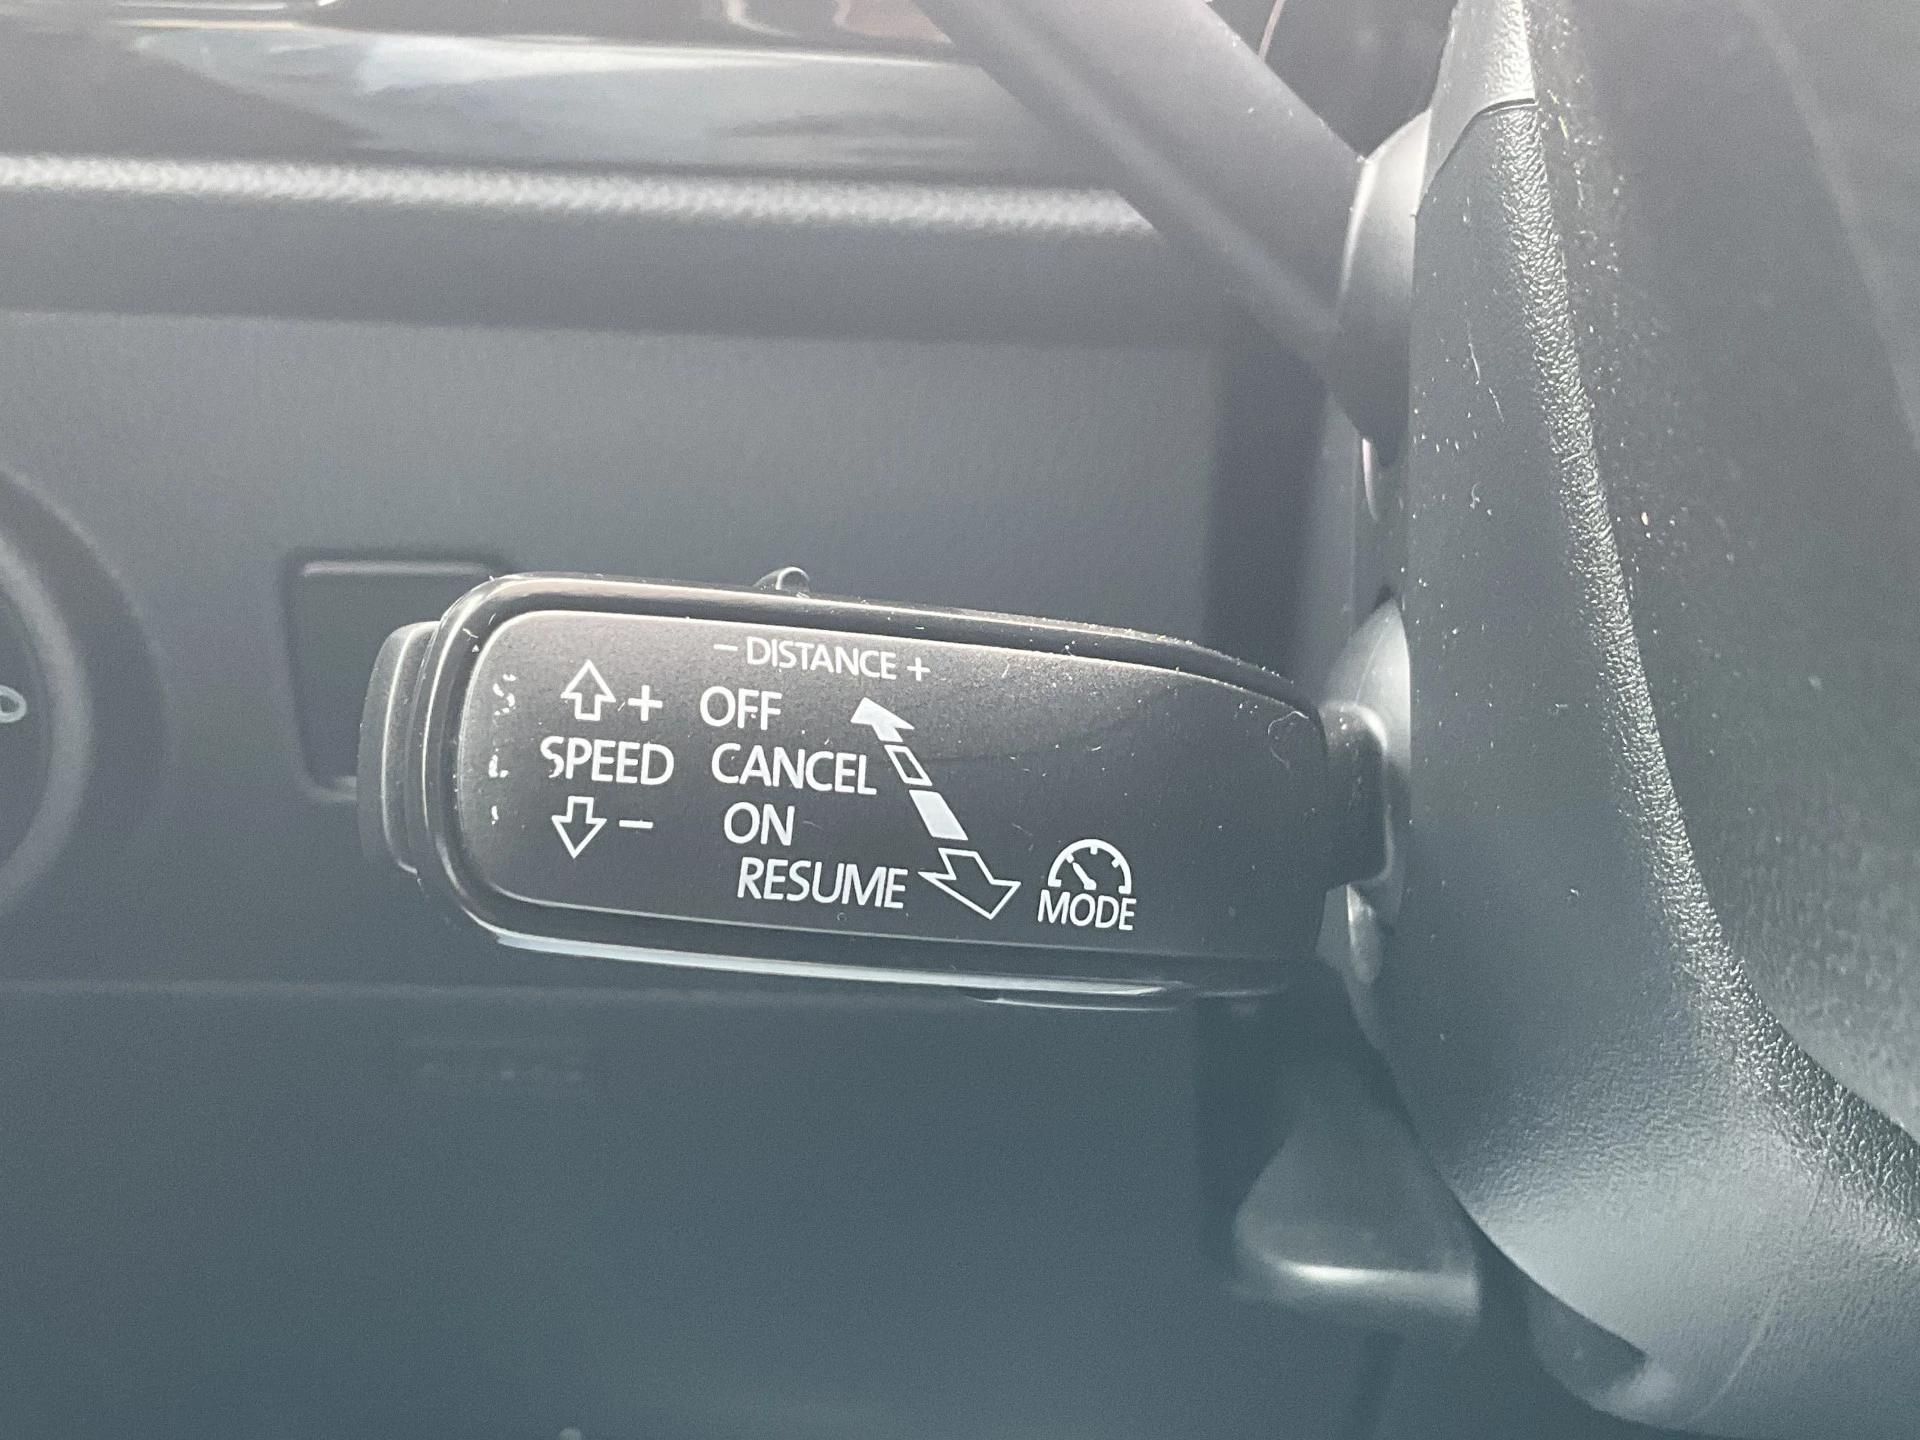 − DISTANCE +
+ OFF
SPEED CANCEL
− ON
RESUME
MODE